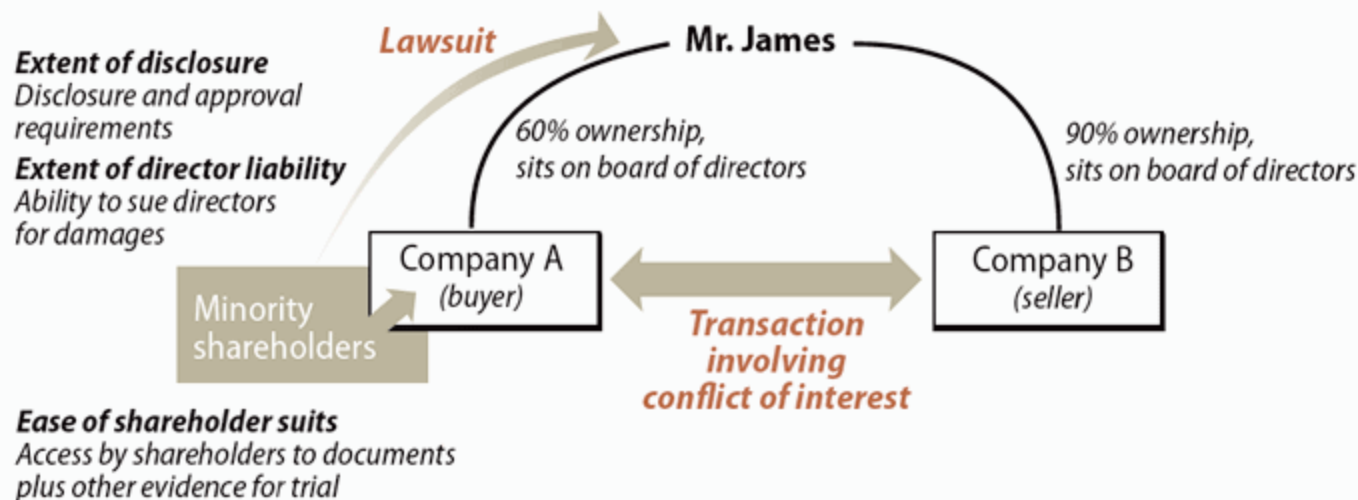 Lawsuit
Mr. James
Extent of disclosure
Disclosure and approval
requirements
Extent of director liability
Ability to sue directors
for damages
60% ownership,
sits on board of directors
90% ownership,
sits on board of directors
Company A
(buyer)
Company B
(seller)
Minority
shareholders
Transaction
involving
conflict of interest
Ease of shareholder suits
Access by shareholders to documents
plus other evidence for trial